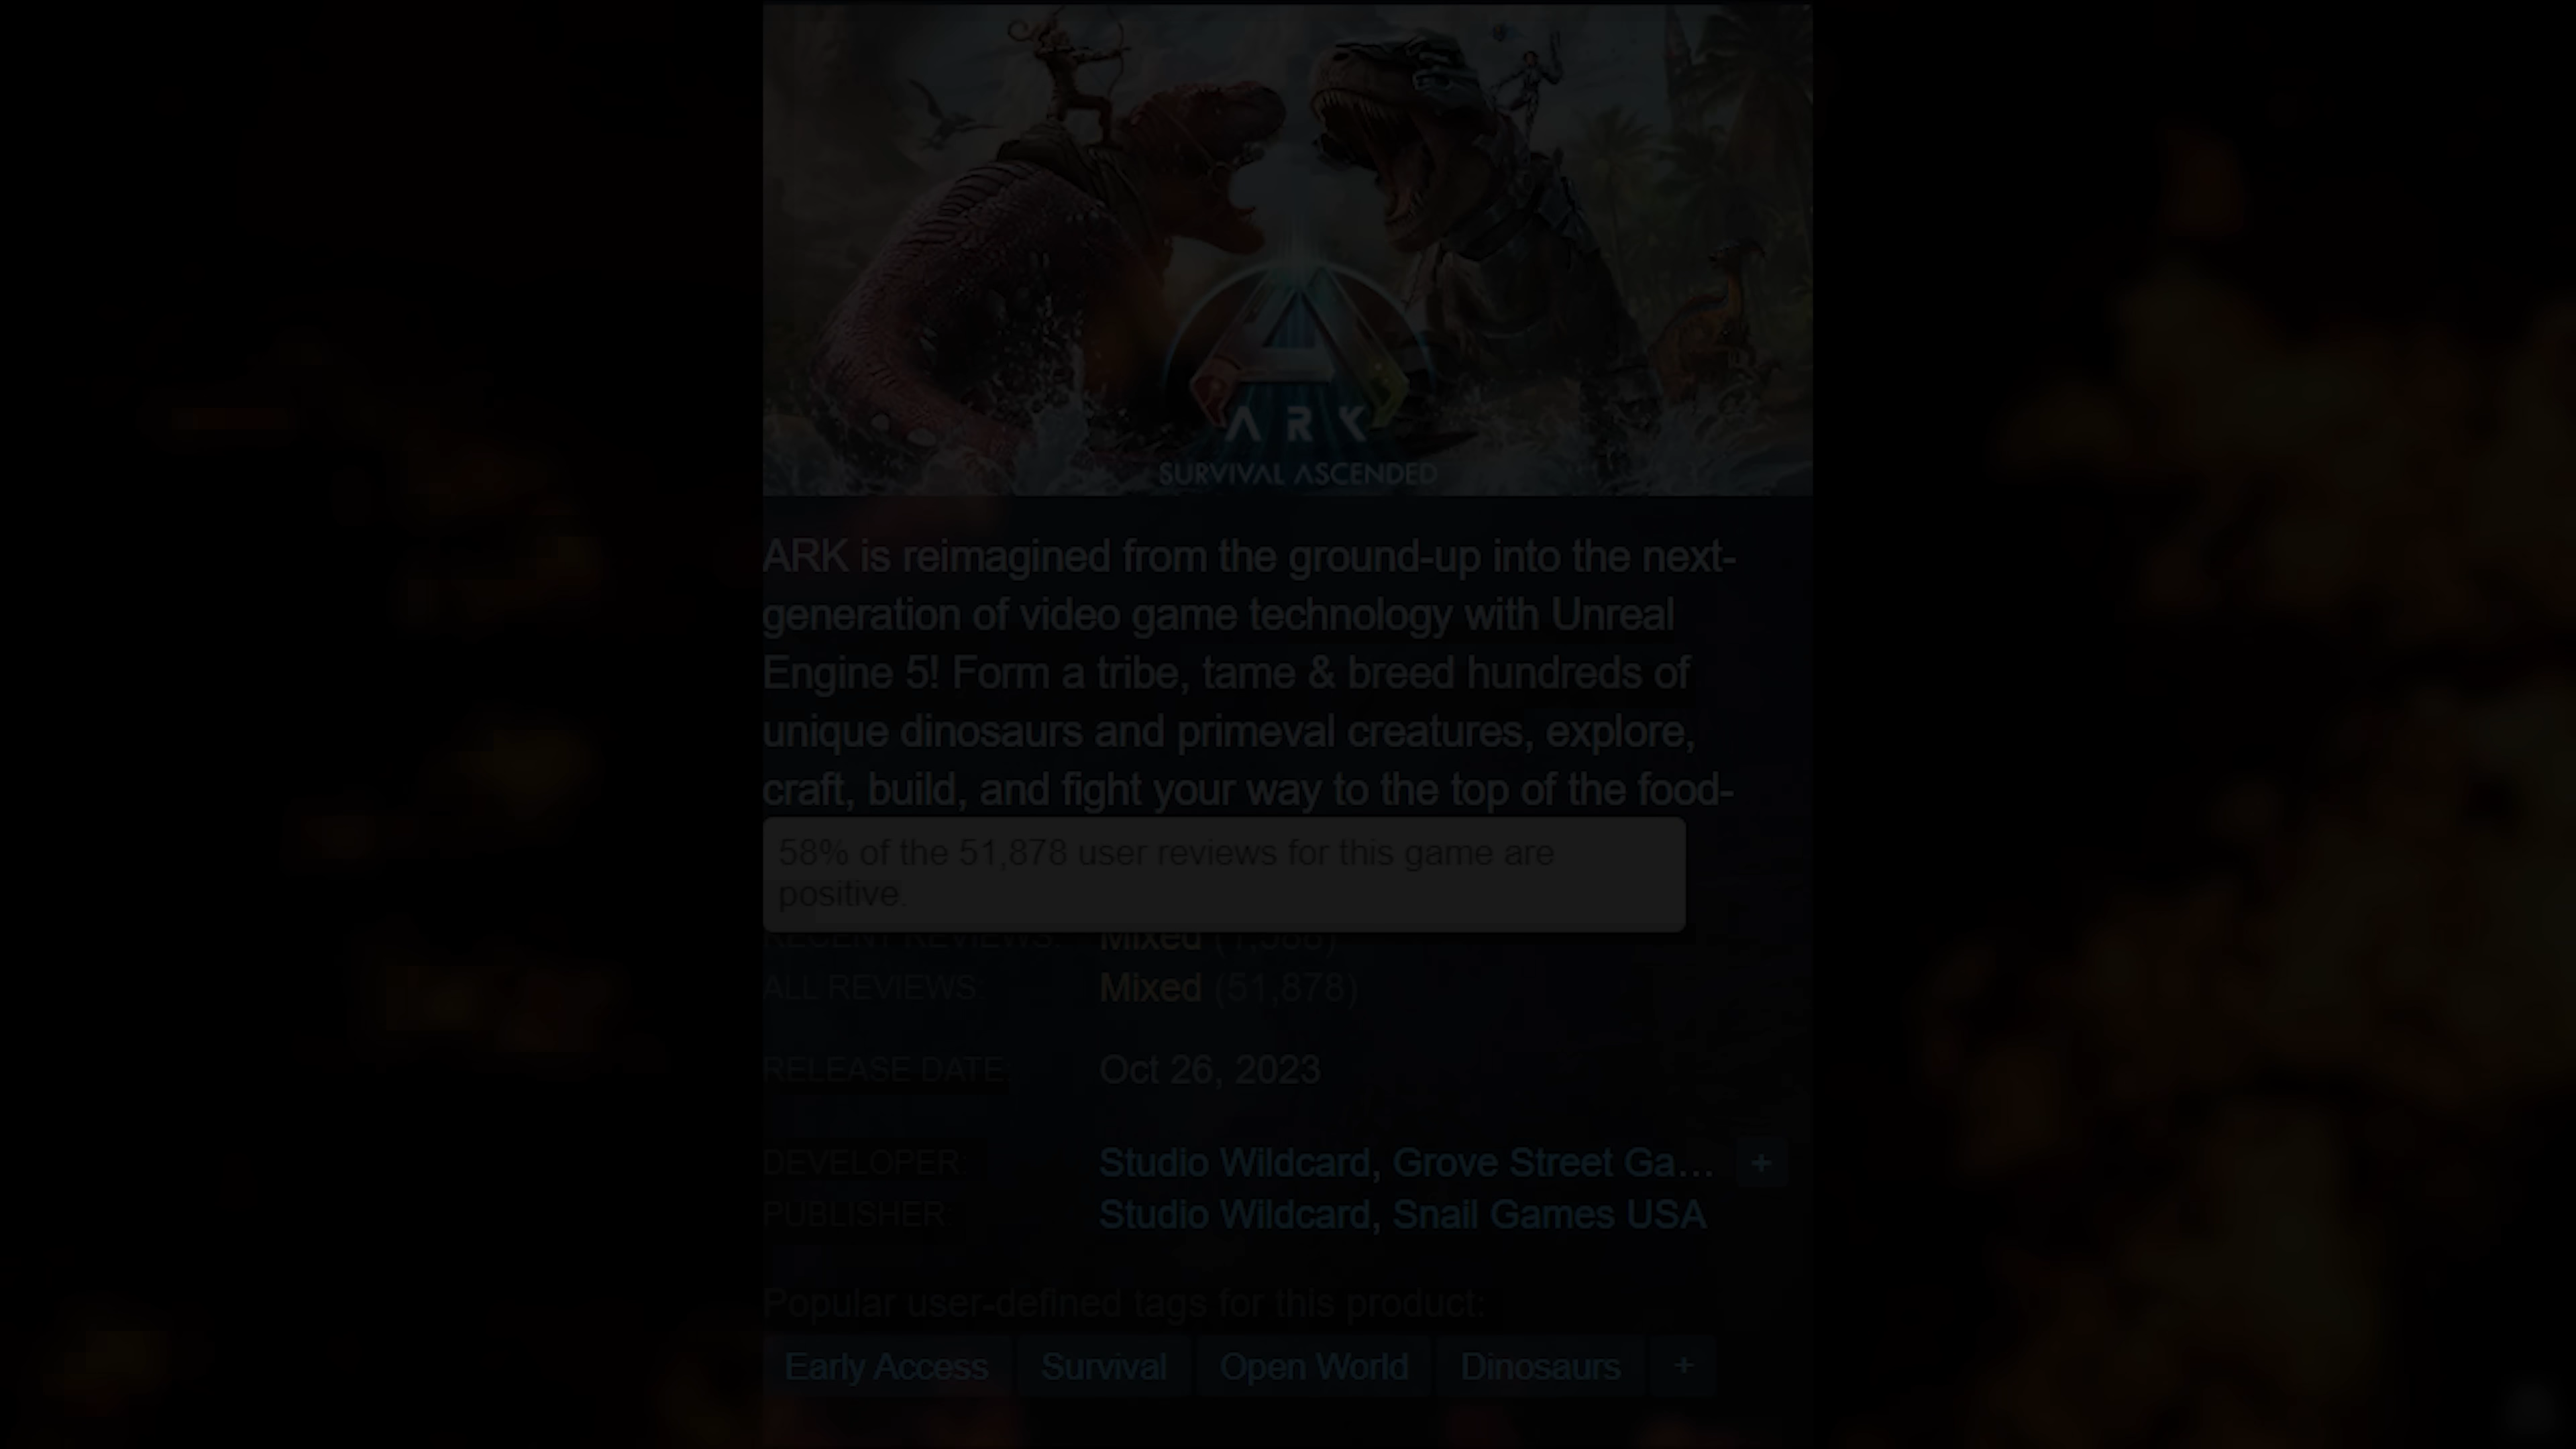 ARK
SURVIVAL ASCENDED
ARK is reimagined from the ground-up into the next-
generation of video game technology with Unreal
Engine 5! Form a tribe, tame & breed hundreds of
unique dinosaurs and primeval creatures, explore,
craft, build, and fight your way to the top of the food-
58% of the 51,878 user reviews for this game are
positive.
RECENT REVIEWS: Mixed
ALL REVIEWS: Mixed (51,878)
RELEASE DATE: Oct 26, 2023
DEVELOPER: Studio Wildcard, Grove Street Ga... +
PUBLISHER: Studio Wildcard, Snail Games USA
Popular user-defined tags for this product:
Early Access Survival Open World Dinosaurs +